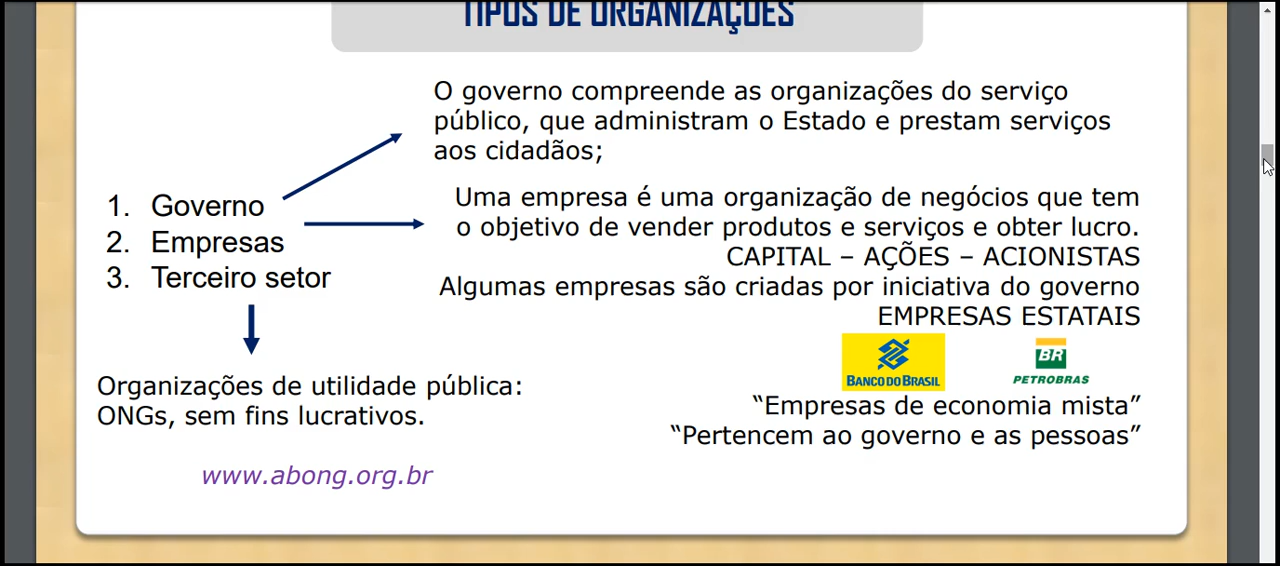 TIPOS DE ORGANIZAÇÕES
O governo compreende as organizações do serviço
público, que administram o Estado e prestam serviços
aos cidadãos;
1. Governo
2. Empresas
3. Terceiro setor
Uma empresa é uma organização de negócios que tem
o objetivo de vender produtos e serviços e obter lucro.
CAPITAL – AÇÕES – ACIONISTAS
Algumas empresas são criadas por iniciativa do governo
EMPRESAS ESTATAIS
BANCO DO BRASIL
BR
PETROBRAS
“Empresas de economia mista”
“Pertencem ao governo e as pessoas”
Organizações de utilidade pública:
ONGs, sem fins lucrativos.
www.abong.org.br